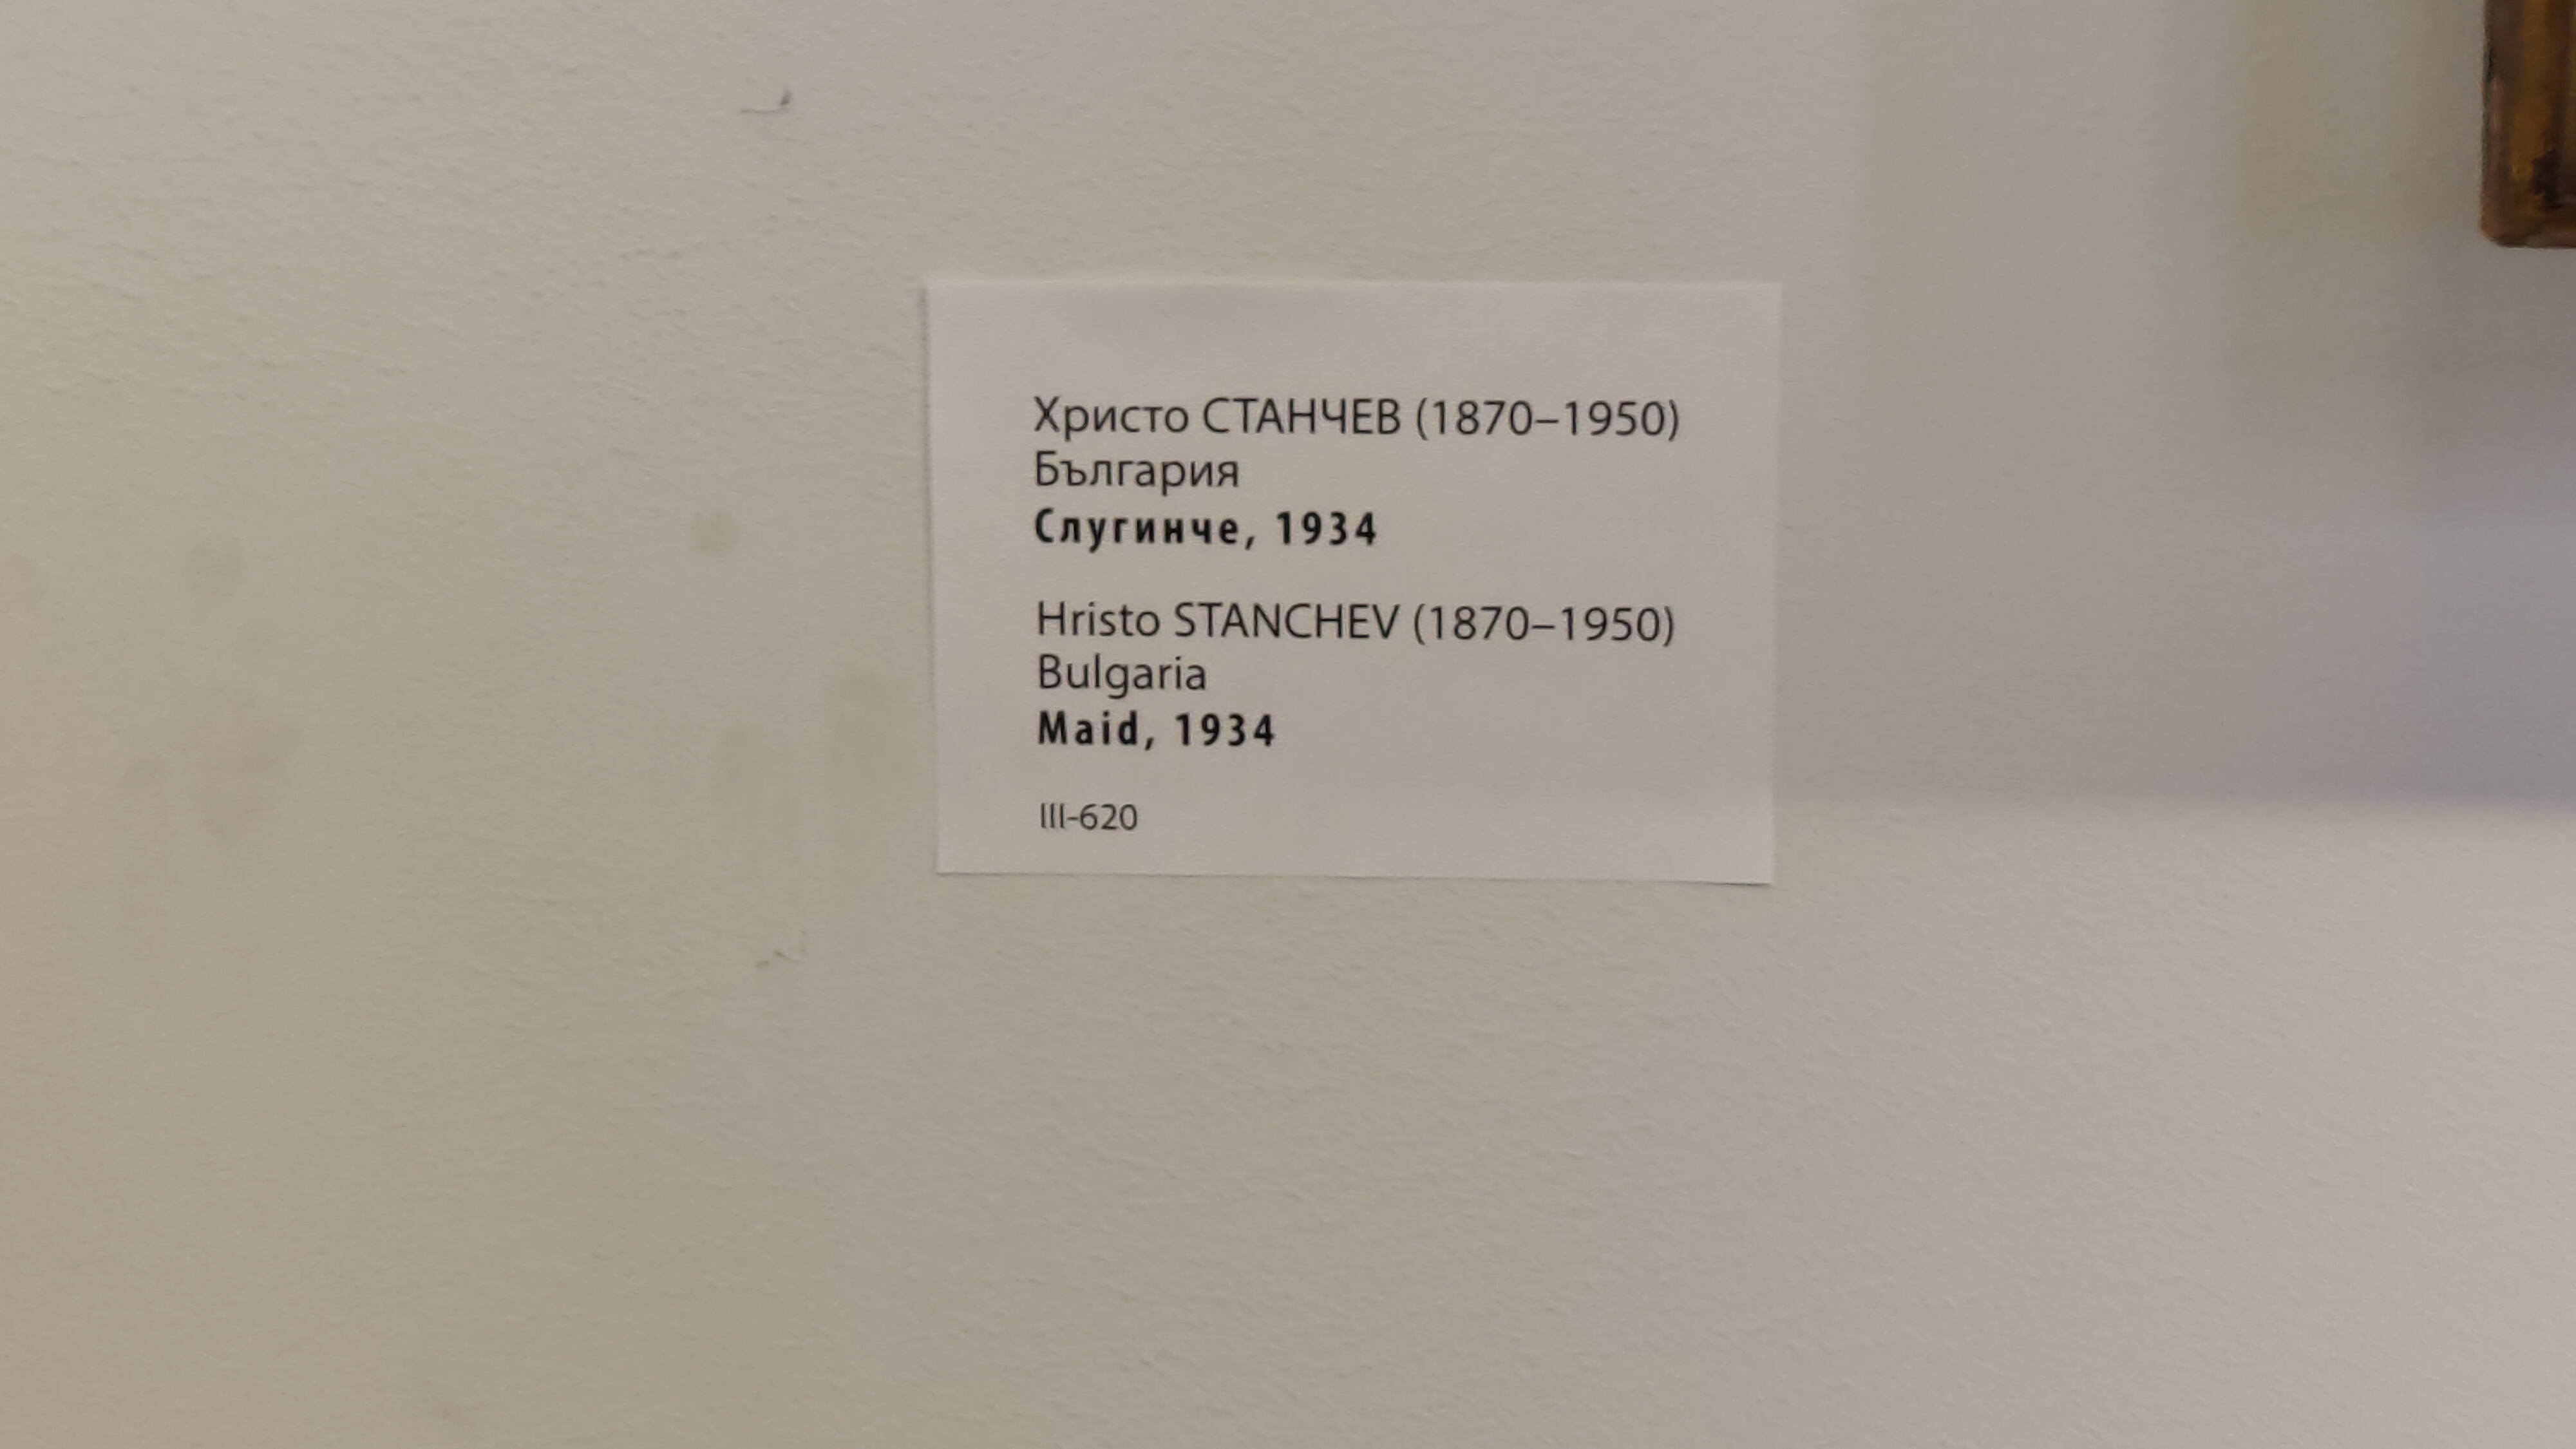 Христо СТАНЧЕВ (1870–1950)
България
Слугинче, 1934
Hristo STANCHEV (1870–1950)
Bulgaria
Maid, 1934
III-620